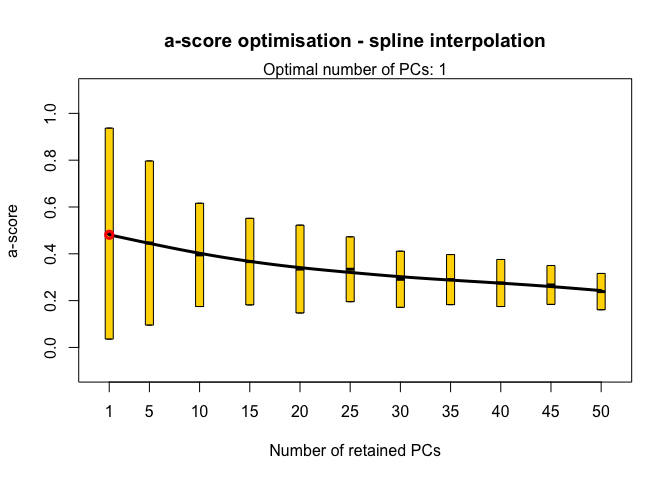 a-score optimisation - spline interpolation
Optimal number of PCs: 1
a-score
1.0
0.8
0.6
0.4
0.2
0.0
1 5 10 15 20 25 30 35 40 45 50
Number of retained PCs